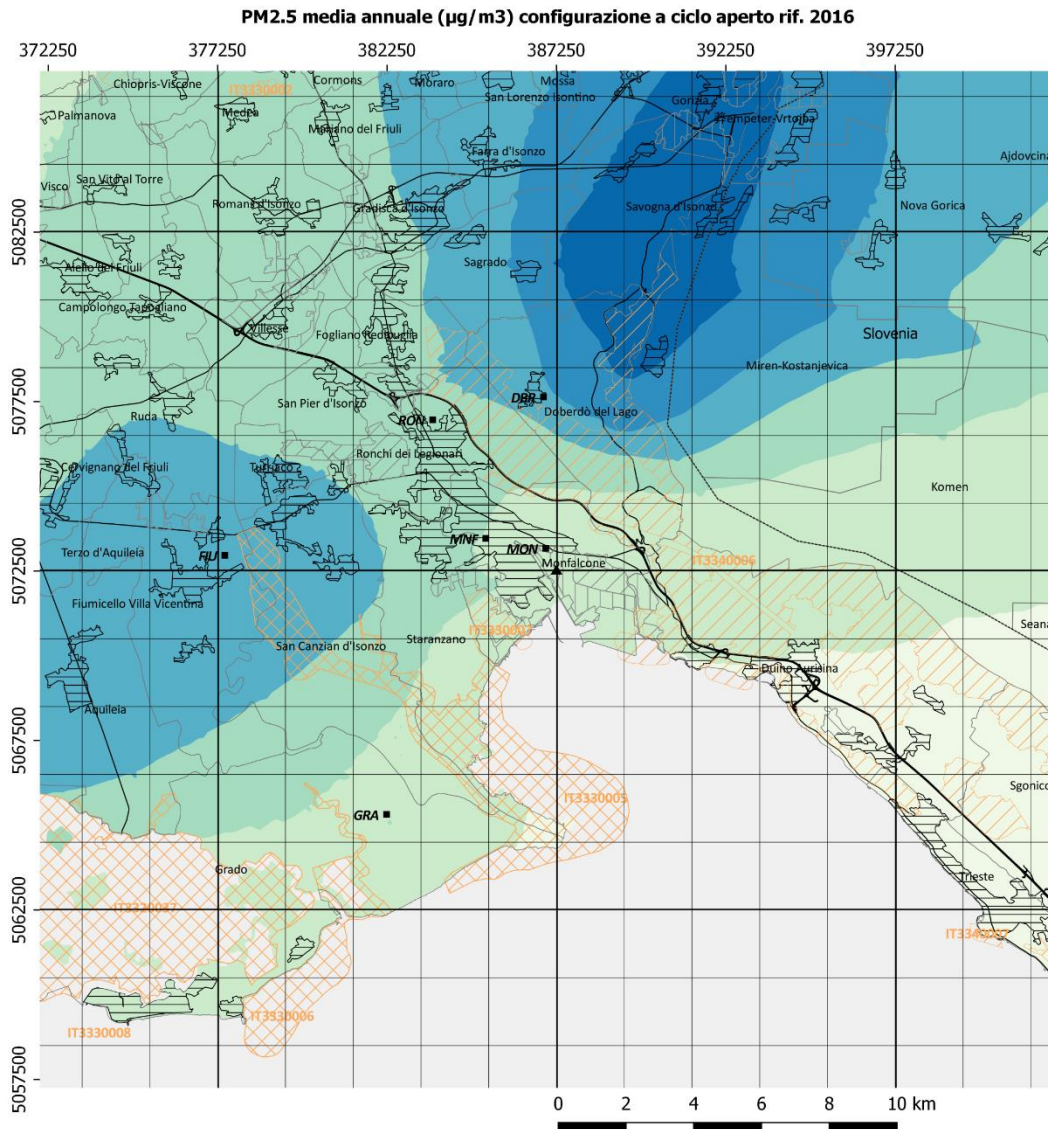 PM2.5 media annuale (µg/m3) configurazione a ciclo aperto rif. 2016
372250 377250 382250 387250 392250 397250
Chiopris-Viscone
Cormons
Moraro
Mossa
Gorizia
IT3330002
San Lorenzo Isontino
Palmanova
Medea
Mariano del Friuli
Šempeter-Vrtojba
Farra d'Isonzo
Ajdovcina
San Vito al Torre
Visco
Romans d'Isonzo
Gradisca d'Isonzo
Savogna d'Isonzo
Nova Gorica
5082500
Aiello del Friuli
Sagrado
Campolongo Tapogliano
Villesse
Fogliano Redipuglia
Slovenia
Miren-Kostanjevica
5077500
San Pier d'Isonzo
DBR
Doberdò del Lago
Ruda
RON
Ronchi dei Legionari
Cervignano del Friuli
Turriaco
Komen
MNF
MON
Terzo d'Aquileia
FIU
Monfalcone
IT3340006
5072500
Fiumicello Villa Vicentina
Seana
IT3330007
Staranzano
San Canzian d'Isonzo
Duino Aurisina
Aquileia
5067500
Sgonico
IT3330005
GRA
Grado
Trieste
5062500
IT3330037
IT3340007
IT3330006
IT3330008
5057500
0 2 4 6 8 10 km